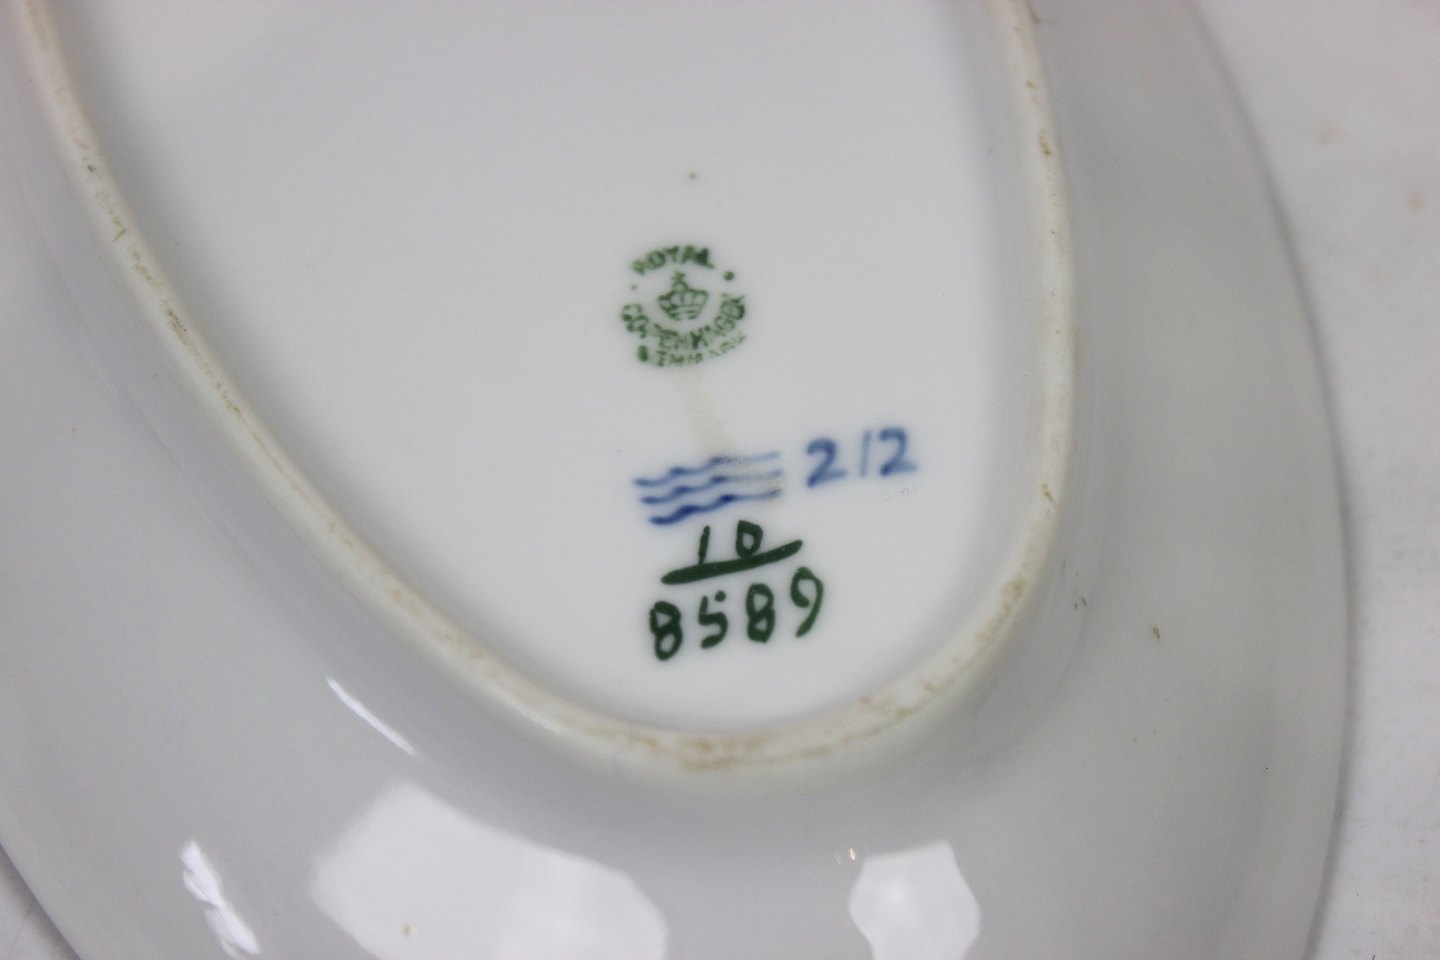 ROYAL
COPENHAGEN
DENMARK
212
10
8589